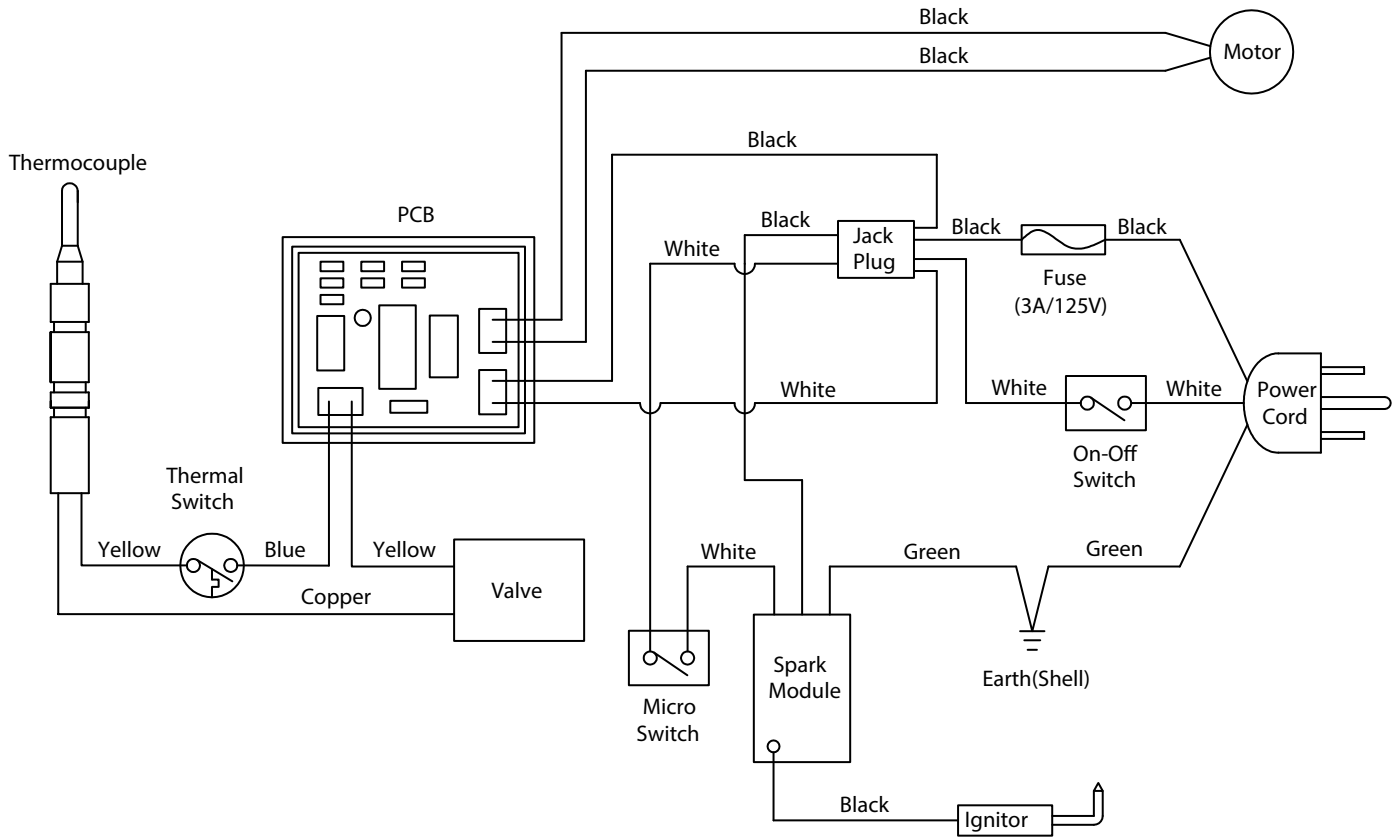 Black
Black
Motor
Thermocouple
Black
PCB
Black
White
Jack
Plug
Black
Black
Fuse
(3A/125V)
White
White
White
Power
Cord
On-Off
Switch
Thermal
Switch
Yellow
Blue
Yellow
Copper
Valve
White
Green
Green
Spark
Module
Earth(Shell)
Micro
Switch
Black
Ignitor